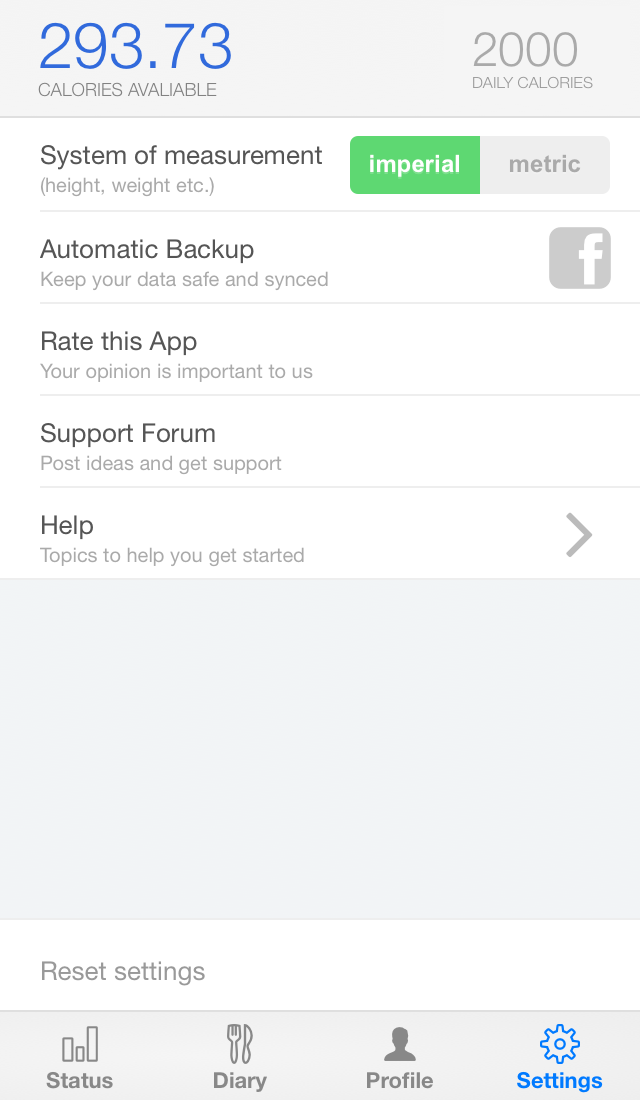 293.73
2000
CALORIES AVALIABLE
DAILY CALORIES
System of measurement
(height, weight etc.)
imperial
metric
Automatic Backup
Keep your data safe and synced
f
Rate this App
Your opinion is important to us
Support Forum
Post ideas and get support
Help
Topics to help you get started
Reset settings
Status
Diary
Profile
Settings